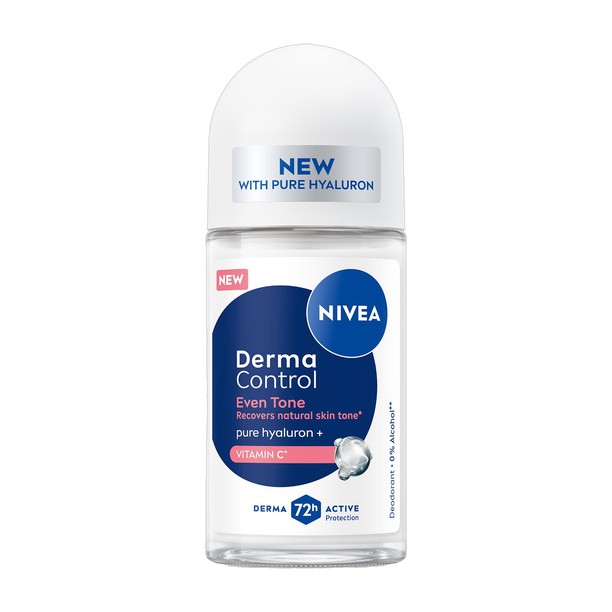 NEW
WITH PURE HYALURON
NEW
NIVEA
Derma
Control
Even Tone
Recovers natural skin tone*
pure hyaluron +
VITAMIN C^
DERMA 72h ACTIVE
Protection
Deodorant • 0% Alcohol**